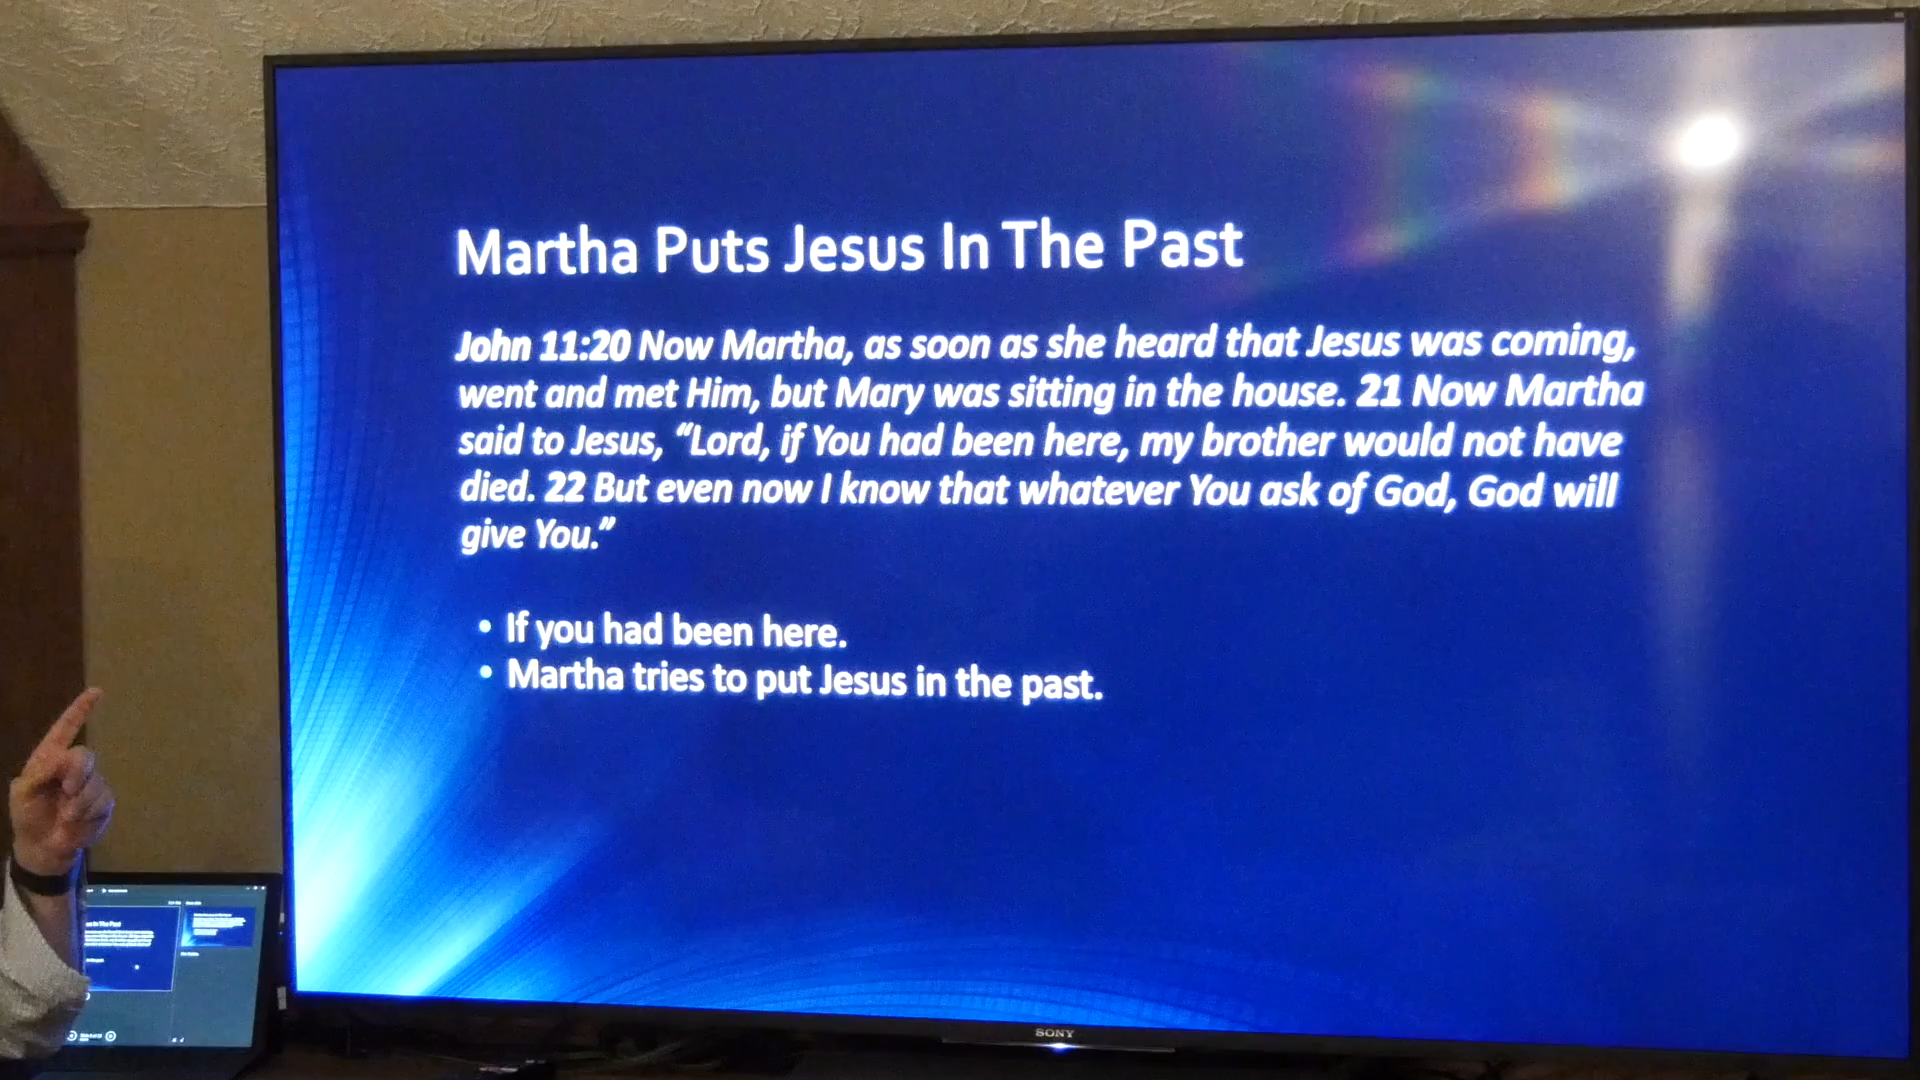 Martha Puts Jesus In The Past
John 11:20 Now Martha, as soon as she heard that Jesus was coming,
went and met Him, but Mary was sitting in the house. 21 Now Martha
said to Jesus, “Lord, if You had been here, my brother would not have
died. 22 But even now I know that whatever You ask of God, God will
give You.”
• If you had been here.
• Martha tries to put Jesus in the past.
SONY